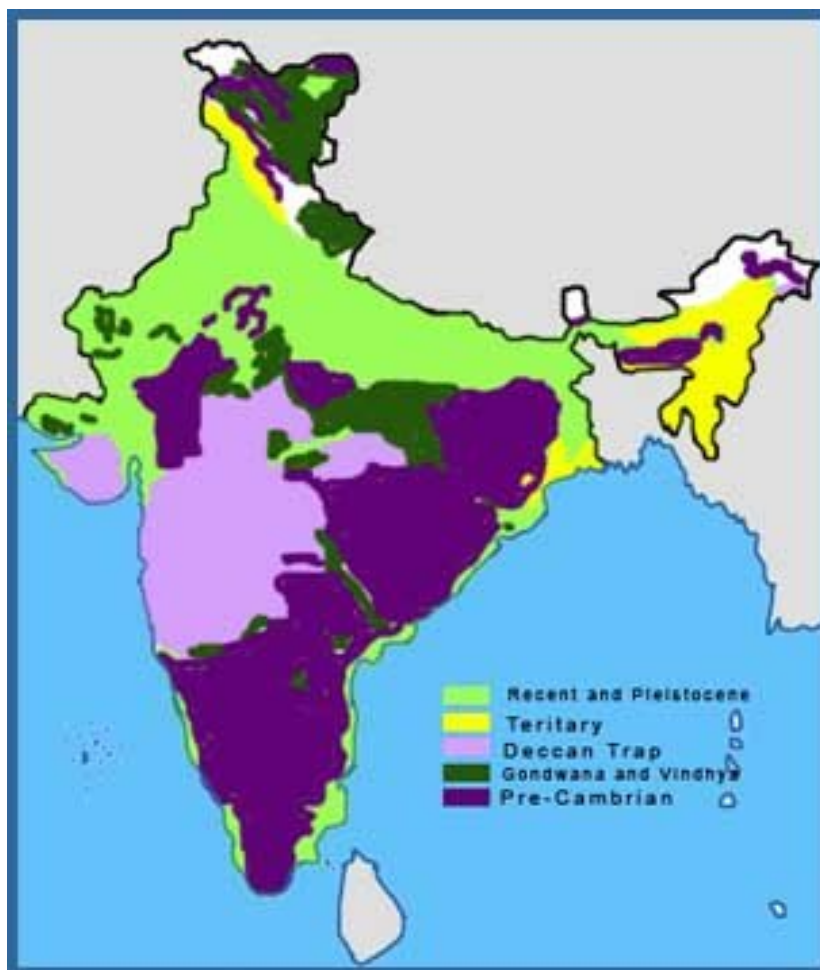 Recent and Pleistocene
Teritary
Deccan Trap
Gondwana and Vindhya
Pre-Cambrian